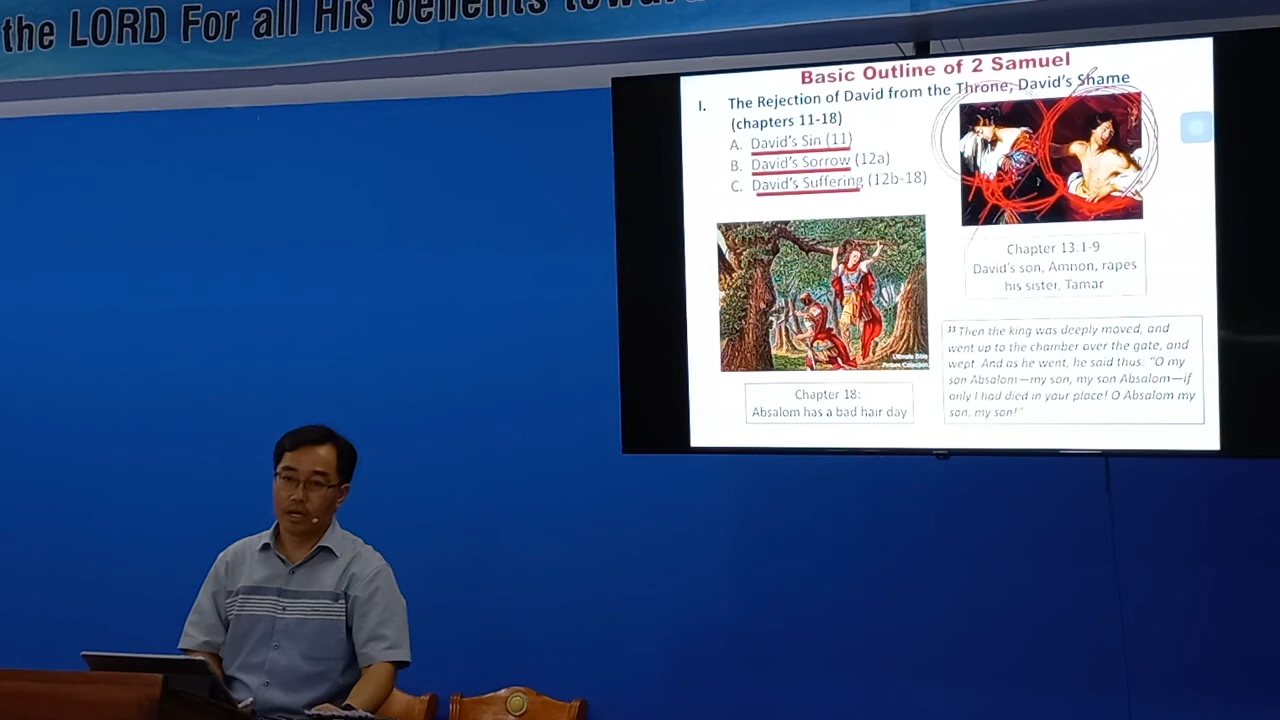 the LORD For all His benefits toward
Basic Outline of 2 Samuel
I. The Rejection of David from the Throne, David's Shame
(chapters 11-18)
A. David's Sin (11)
B. David's Sorrow (12a)
C. David's Suffering (12b-18)
Chapter 13:1-9
David's son, Amnon, rapes
his sister, Tamar
Ultimate Bible
Picture Collection
33 Then the king was deeply moved, and
went up to the chamber over the gate, and
wept. And as he went, he said thus: "O my
son Absalom—my son, my son Absalom—if
only I had died in your place! O Absalom my
son, my son!"
Chapter 18:
Absalom has a bad hair day